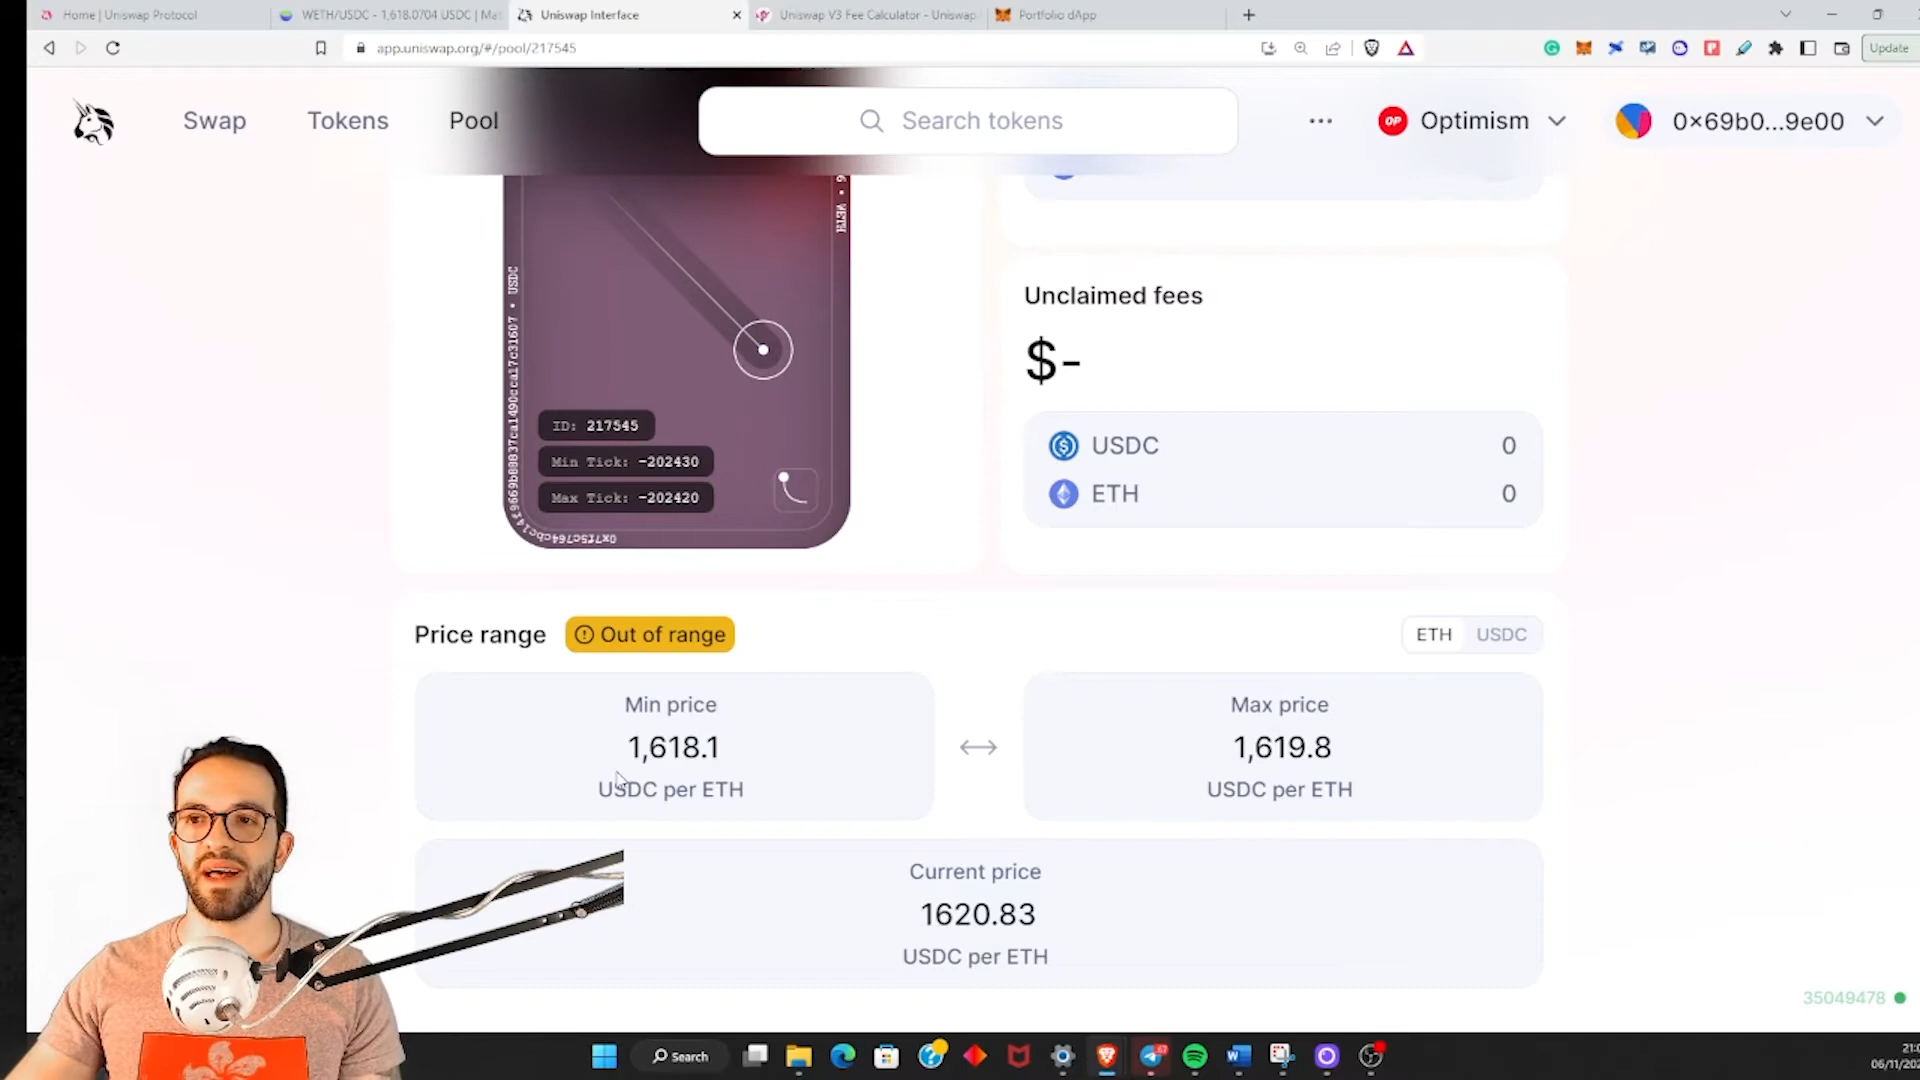 Home | Uniswap Protocol
WETH/USDC - 1,618.0704 USDC | Ma
Uniswap Interface
Uniswap V3 Fee Calculator - Uniswap
Portfolio dApp
app.uniswap.org/#/pool/217545
Update
Swap
Tokens
Pool
Search tokens
OP
Optimism
0×69b0...9e00
WETH
• USDC
Unclaimed fees
$-
USDC 0
ETH 0
ID: 217545
Min Tick: -202430
Max Tick: -202420
Price range
Out of range
ETH USDC
Min price
1,618.1
USDC per ETH
Max price
1,619.8
USDC per ETH
Current price
1620.83
USDC per ETH
35049478
Search